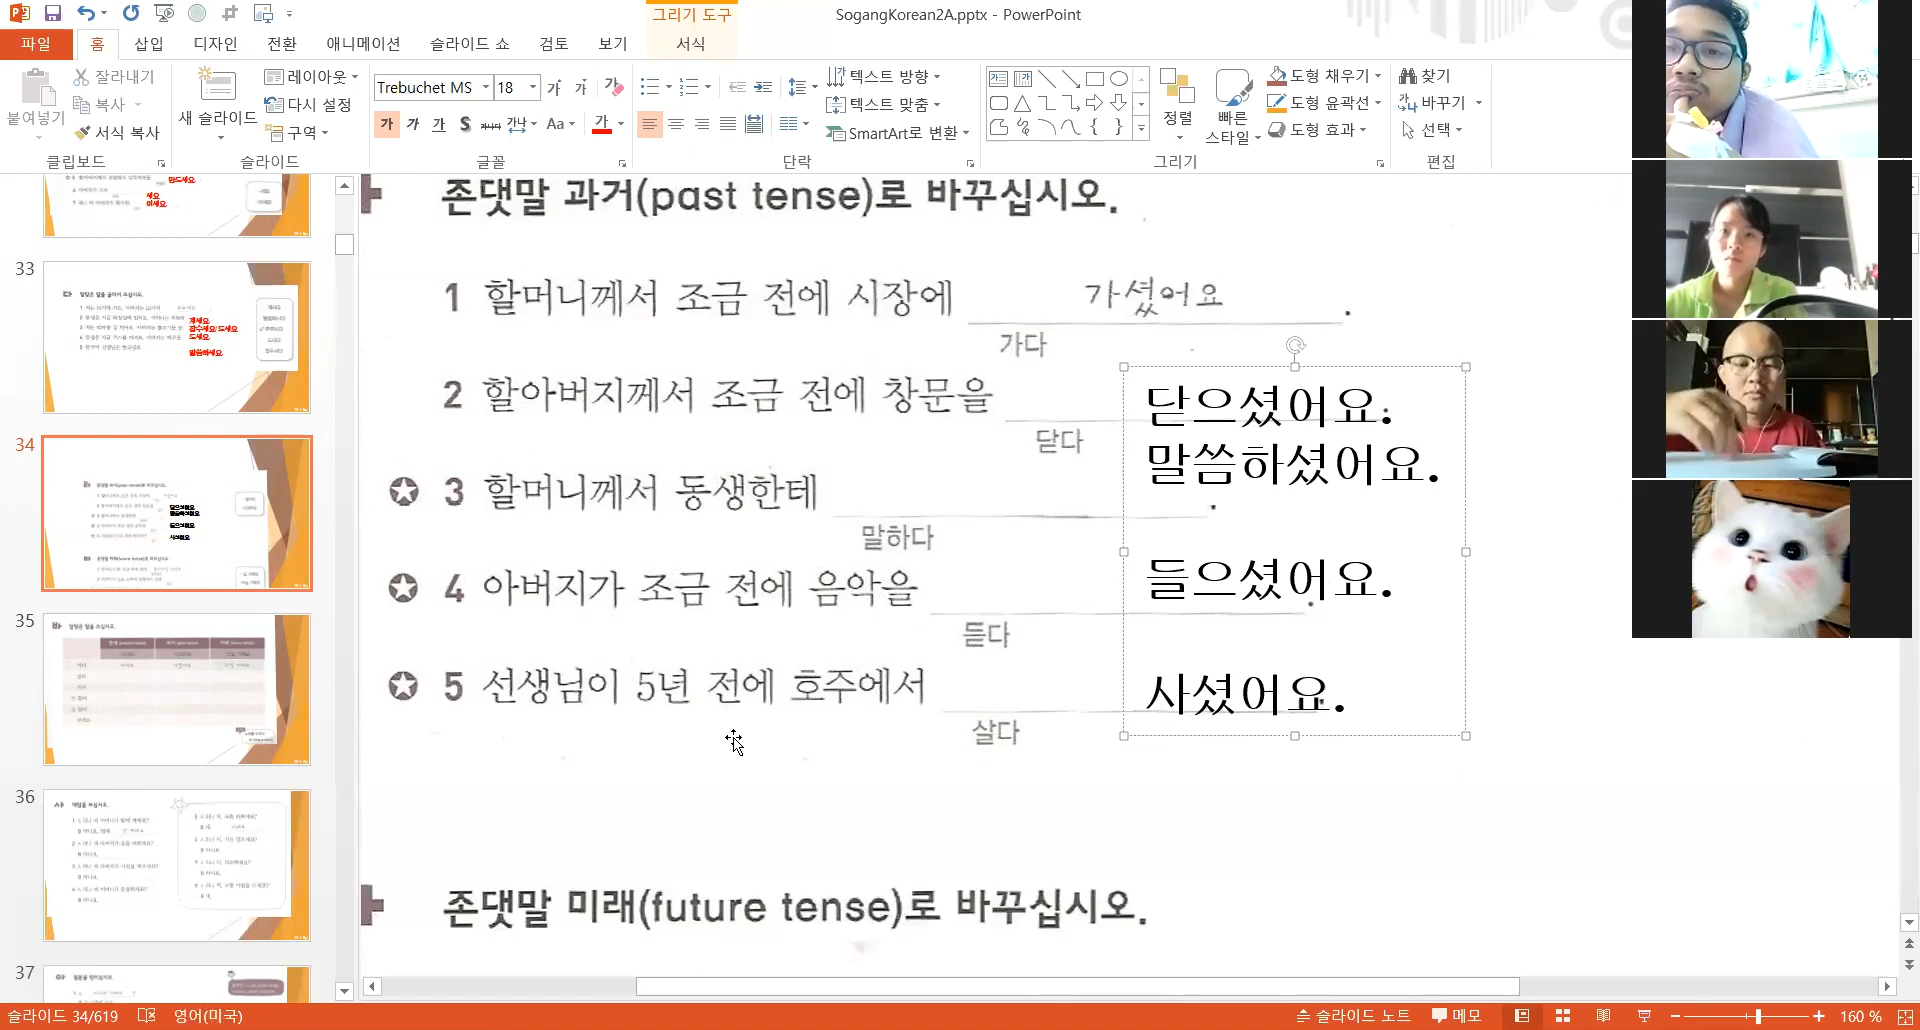 SogangKorean2A.pptx - PowerPoint
그리기 도구
파일 홈 삽입 디자인 전환 애니메이션 슬라이드 쇼 검토 보기 서식
붙여넣기
잘라내기
복사
서식 복사
클립보드
새 슬라이드
레이아웃
다시 설정
구역
슬라이드
Trebuchet MS 18
글꼴
텍스트 방향
텍스트 맞춤
SmartArt로 변환
단락
정렬
빠른 스타일
도형 채우기
도형 윤곽선
도형 효과
그리기
찾기
바꾸기
선택
편집
33
34
35
36
37
존댓말 과거(past tense)로 바꾸십시오.
1 할머니께서 조금 전에 시장에 가셨어요.
가다
2 할아버지께서 조금 전에 창문을 닫으셨어요.
닫다
말씀하셨어요.
3 할머니께서 동생한테 .
말하다
4 아버지가 조금 전에 음악을 들으셨어요.
듣다
5 선생님이 5년 전에 호주에서 사셨어요.
살다
존댓말 미래(future tense)로 바꾸십시오.
슬라이드 34/619 영어(미국) 슬라이드 노트 메모 160 %